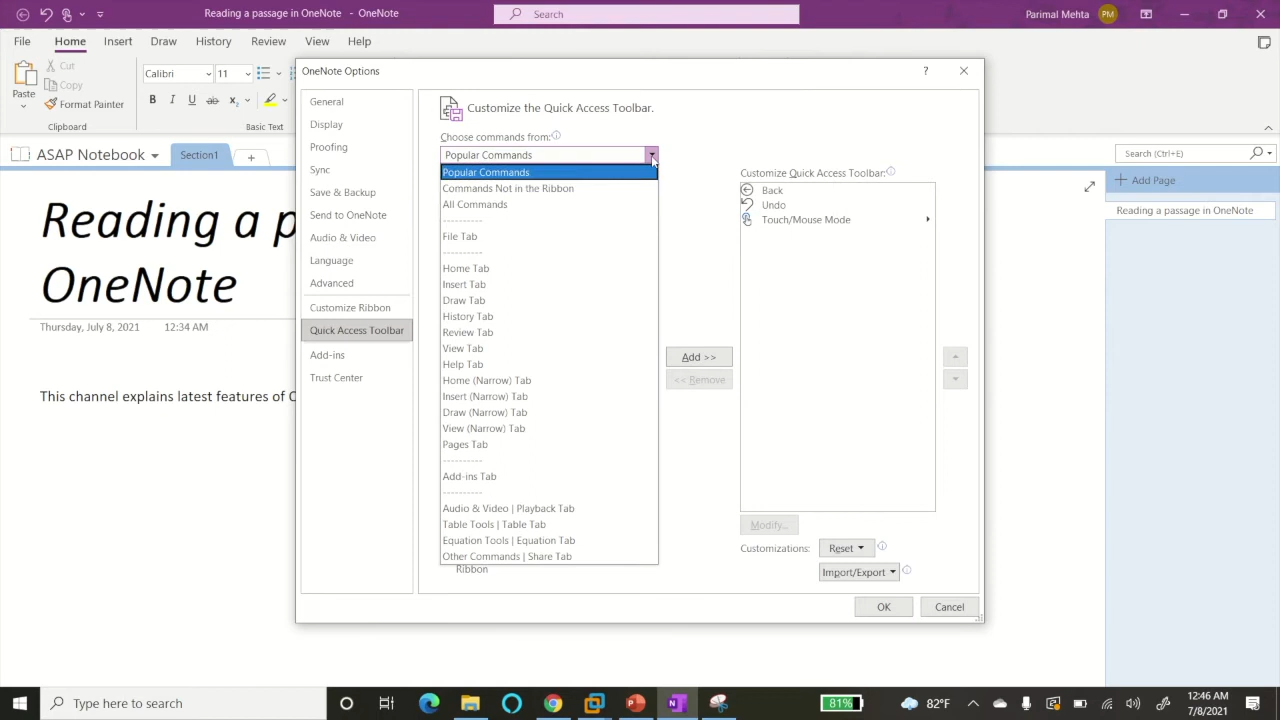 Reading a passage in OneNote - OneNote
Search
Parimal Mehta
PM
File
Home
Insert
Draw
History
Review
View
Help
Paste
Cut
Copy
Format Painter
Clipboard
Calibri
11
B I U ab x₂
Basic Text
ASAP Notebook
Section1
+
Search (Ctrl+E)
Add Page
Reading a passage in OneNote
Reading a p
OneNote
Thursday, July 8, 2021
12:34 AM
This channel explains latest features of O
OneNote Options
?
General
Display
Proofing
Sync
Save & Backup
Send to OneNote
Audio & Video
Language
Advanced
Customize Ribbon
Quick Access Toolbar
Add-ins
Trust Center
Customize the Quick Access Toolbar.
Choose commands from:
Popular Commands
Popular Commands
Commands Not in the Ribbon
All Commands
----------
File Tab
----------
Home Tab
Insert Tab
Draw Tab
History Tab
Review Tab
View Tab
Help Tab
Home (Narrow) Tab
Insert (Narrow) Tab
Draw (Narrow) Tab
View (Narrow) Tab
Pages Tab
----------
Add-ins Tab
----------
Audio & Video | Playback Tab
Table Tools | Table Tab
Equation Tools | Equation Tab
Other Commands | Share Tab
Ribbon
Add >>
<< Remove
Customize Quick Access Toolbar:
Back
Undo
Touch/Mouse Mode
Modify...
Customizations:
Reset
Import/Export
OK
Cancel
Type here to search
81%
82°F
12:46 AM
7/8/2021